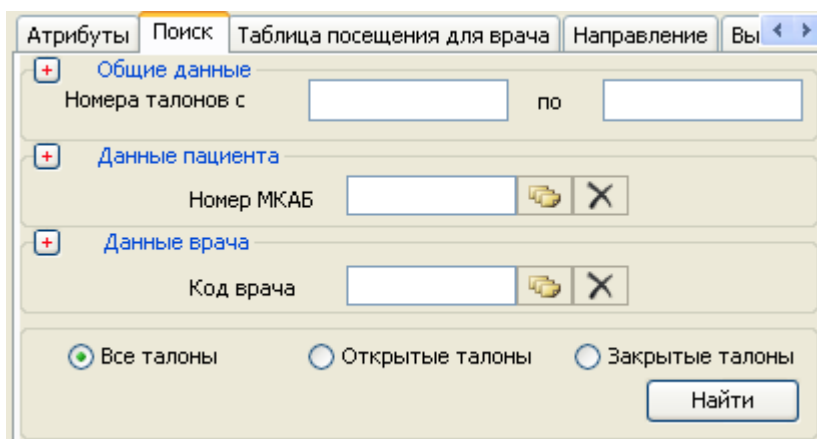 Атрибуты Поиск Таблица посещения для врача Направление Вы
Общие данные
Номера талонов с по
Данные пациента
Номер МКАБ
Данные врача
Код врача
Все талоны Открытые талоны Закрытые талоны
Найти